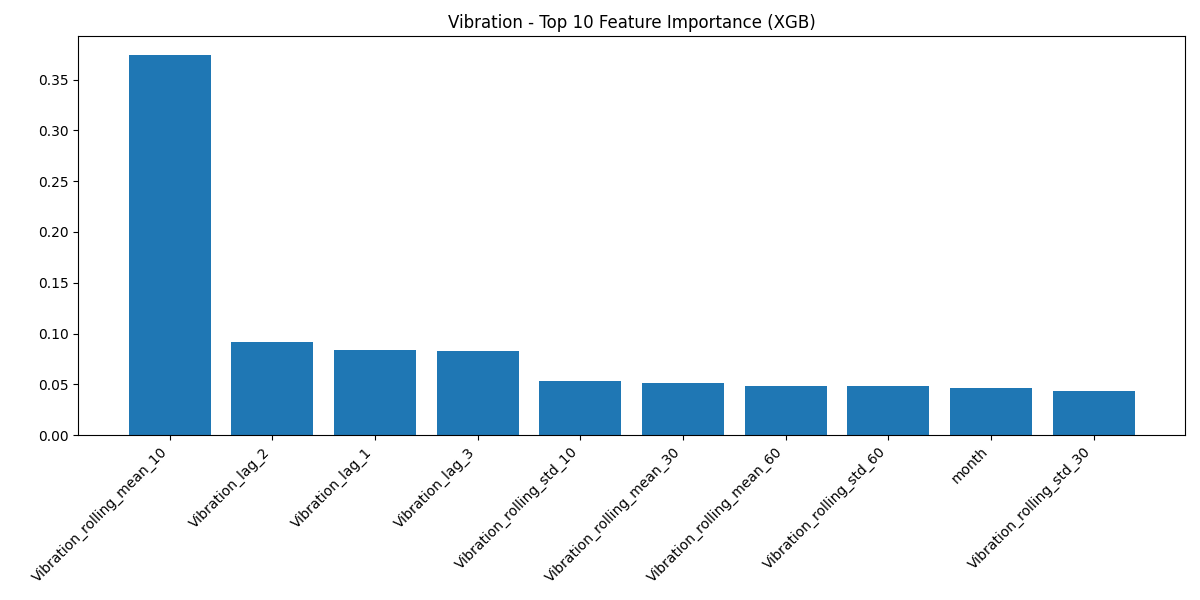 Vibration - Top 10 Feature Importance (XGB)
0.35
0.30
0.25
0.20
0.15
0.10
0.05
0.00
Vibration_rolling_mean_10
Vibration_lag_2
Vibration_lag_1
Vibration_lag_3
Vibration_rolling_std_10
Vibration_rolling_mean_30
Vibration_rolling_mean_60
Vibration_rolling_std_60
month
Vibration_rolling_std_30